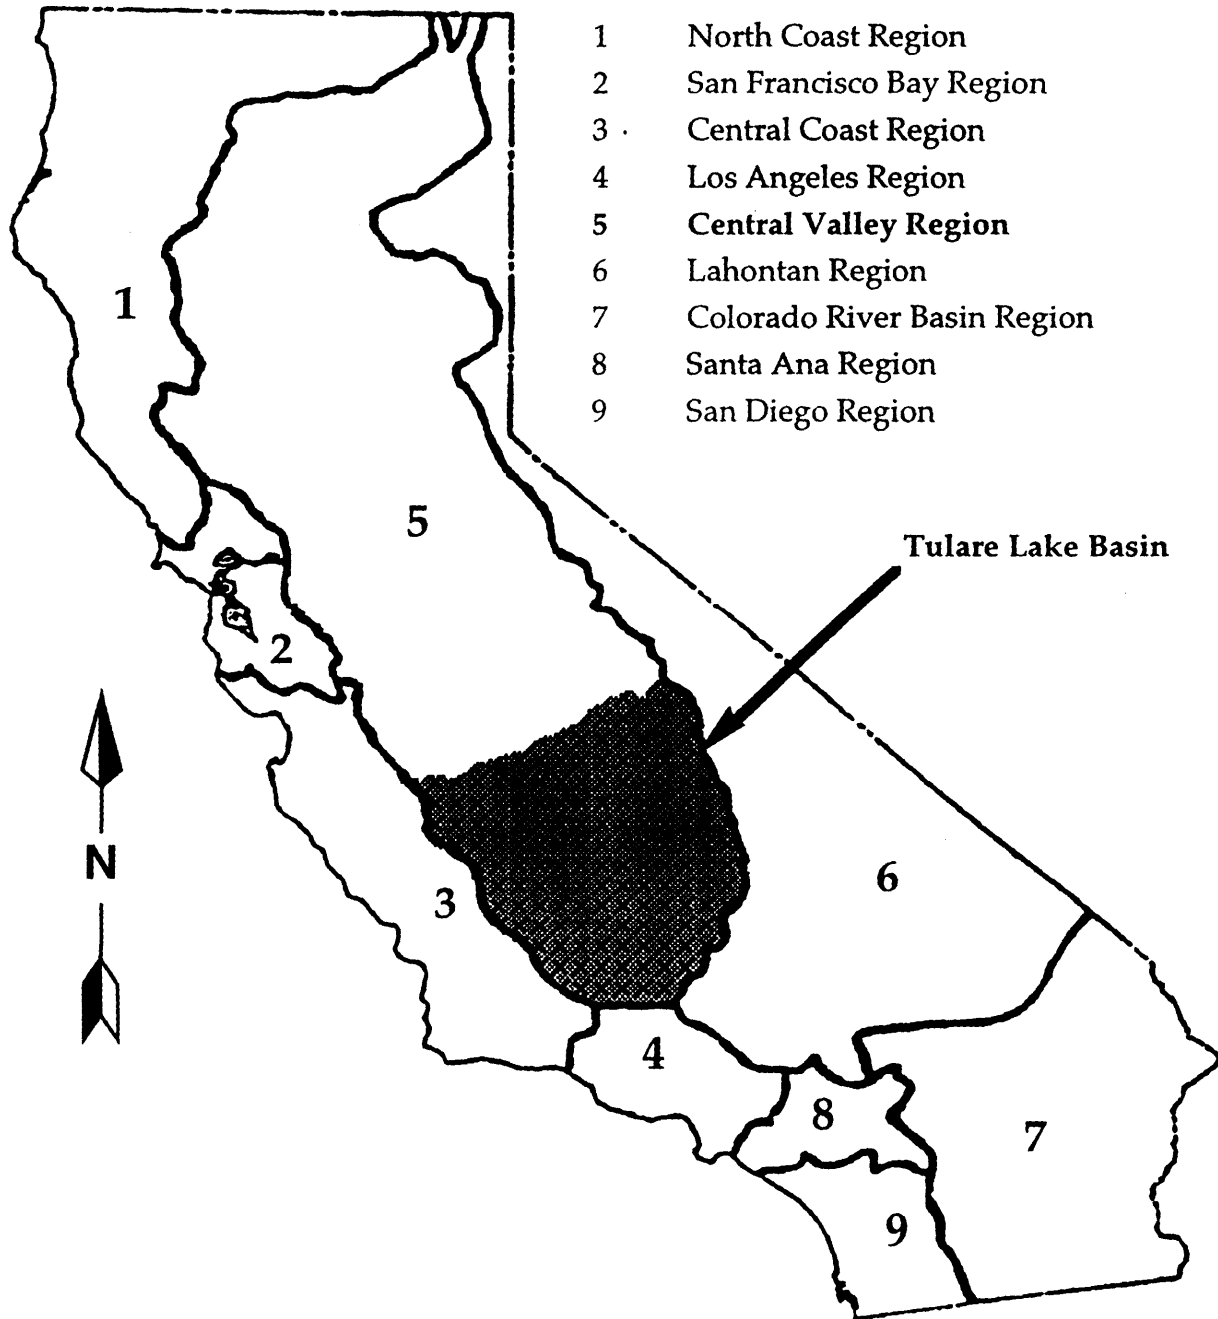 1 North Coast Region
2 San Francisco Bay Region
3 Central Coast Region
4 Los Angeles Region
5 Central Valley Region
6 Lahontan Region
7 Colorado River Basin Region
8 Santa Ana Region
9 San Diego Region
1
5
Tulare Lake Basin
2
N
6
3
4
8
7
9